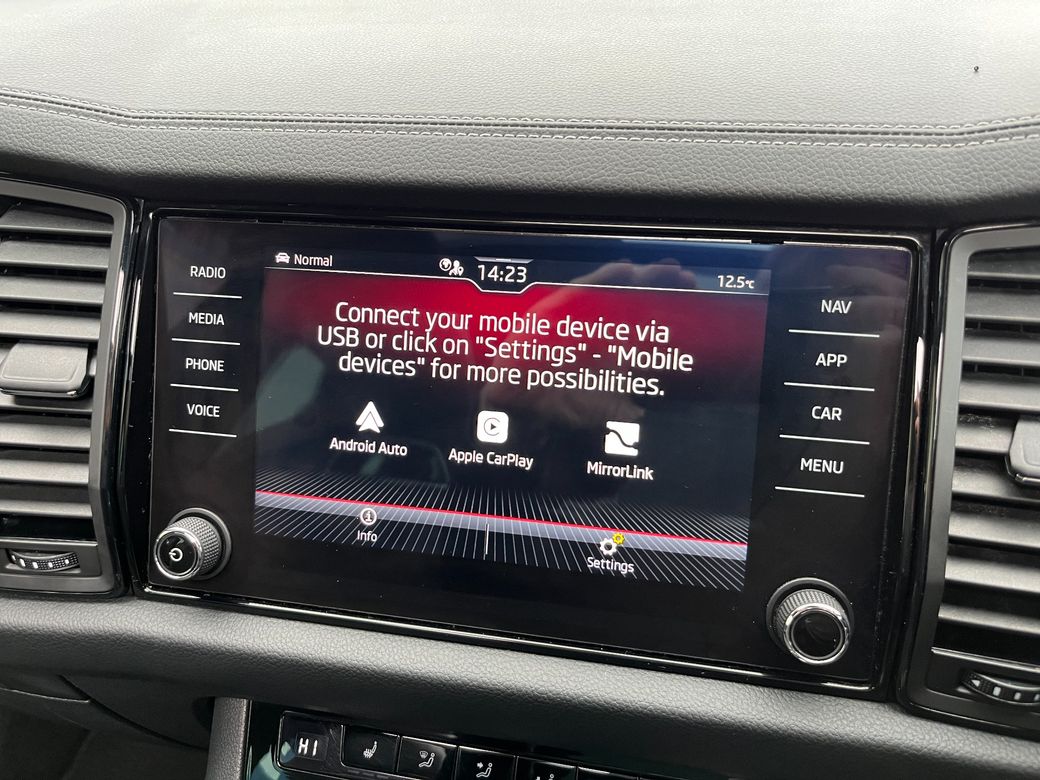 Normal
14:23
12.5°C
RADIO
MEDIA
PHONE
VOICE
Connect your mobile device via
USB or click on "Settings" - "Mobile
devices" for more possibilities.
Android Auto
Apple CarPlay
MirrorLink
Info
Settings
NAV
APP
CAR
MENU
HI